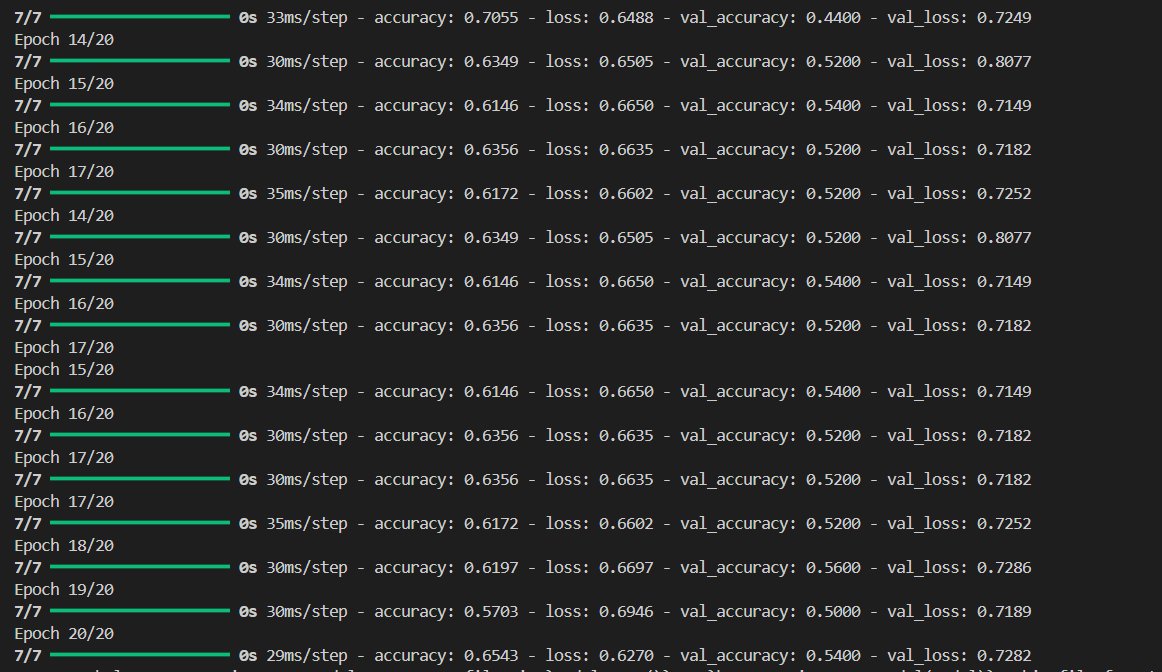 7/7 0s 33ms/step - accuracy: 0.7055 - loss: 0.6488 - val_accuracy: 0.4400 - val_loss: 0.7249
Epoch 14/20
7/7 0s 30ms/step - accuracy: 0.6349 - loss: 0.6505 - val_accuracy: 0.5200 - val_loss: 0.8077
Epoch 15/20
7/7 0s 34ms/step - accuracy: 0.6146 - loss: 0.6650 - val_accuracy: 0.5400 - val_loss: 0.7149
Epoch 16/20
7/7 0s 30ms/step - accuracy: 0.6356 - loss: 0.6635 - val_accuracy: 0.5200 - val_loss: 0.7182
Epoch 17/20
7/7 0s 35ms/step - accuracy: 0.6172 - loss: 0.6602 - val_accuracy: 0.5200 - val_loss: 0.7252
Epoch 14/20
7/7 0s 30ms/step - accuracy: 0.6349 - loss: 0.6505 - val_accuracy: 0.5200 - val_loss: 0.8077
Epoch 15/20
7/7 0s 34ms/step - accuracy: 0.6146 - loss: 0.6650 - val_accuracy: 0.5400 - val_loss: 0.7149
Epoch 16/20
7/7 0s 30ms/step - accuracy: 0.6356 - loss: 0.6635 - val_accuracy: 0.5200 - val_loss: 0.7182
Epoch 17/20
Epoch 15/20
7/7 0s 34ms/step - accuracy: 0.6146 - loss: 0.6650 - val_accuracy: 0.5400 - val_loss: 0.7149
Epoch 16/20
7/7 0s 30ms/step - accuracy: 0.6356 - loss: 0.6635 - val_accuracy: 0.5200 - val_loss: 0.7182
Epoch 17/20
7/7 0s 30ms/step - accuracy: 0.6356 - loss: 0.6635 - val_accuracy: 0.5200 - val_loss: 0.7182
Epoch 17/20
7/7 0s 35ms/step - accuracy: 0.6172 - loss: 0.6602 - val_accuracy: 0.5200 - val_loss: 0.7252
Epoch 18/20
7/7 0s 30ms/step - accuracy: 0.6197 - loss: 0.6697 - val_accuracy: 0.5600 - val_loss: 0.7286
Epoch 19/20
7/7 0s 30ms/step - accuracy: 0.5703 - loss: 0.6946 - val_accuracy: 0.5000 - val_loss: 0.7189
Epoch 20/20
7/7 0s 29ms/step - accuracy: 0.6543 - loss: 0.6270 - val_accuracy: 0.5400 - val_loss: 0.7282